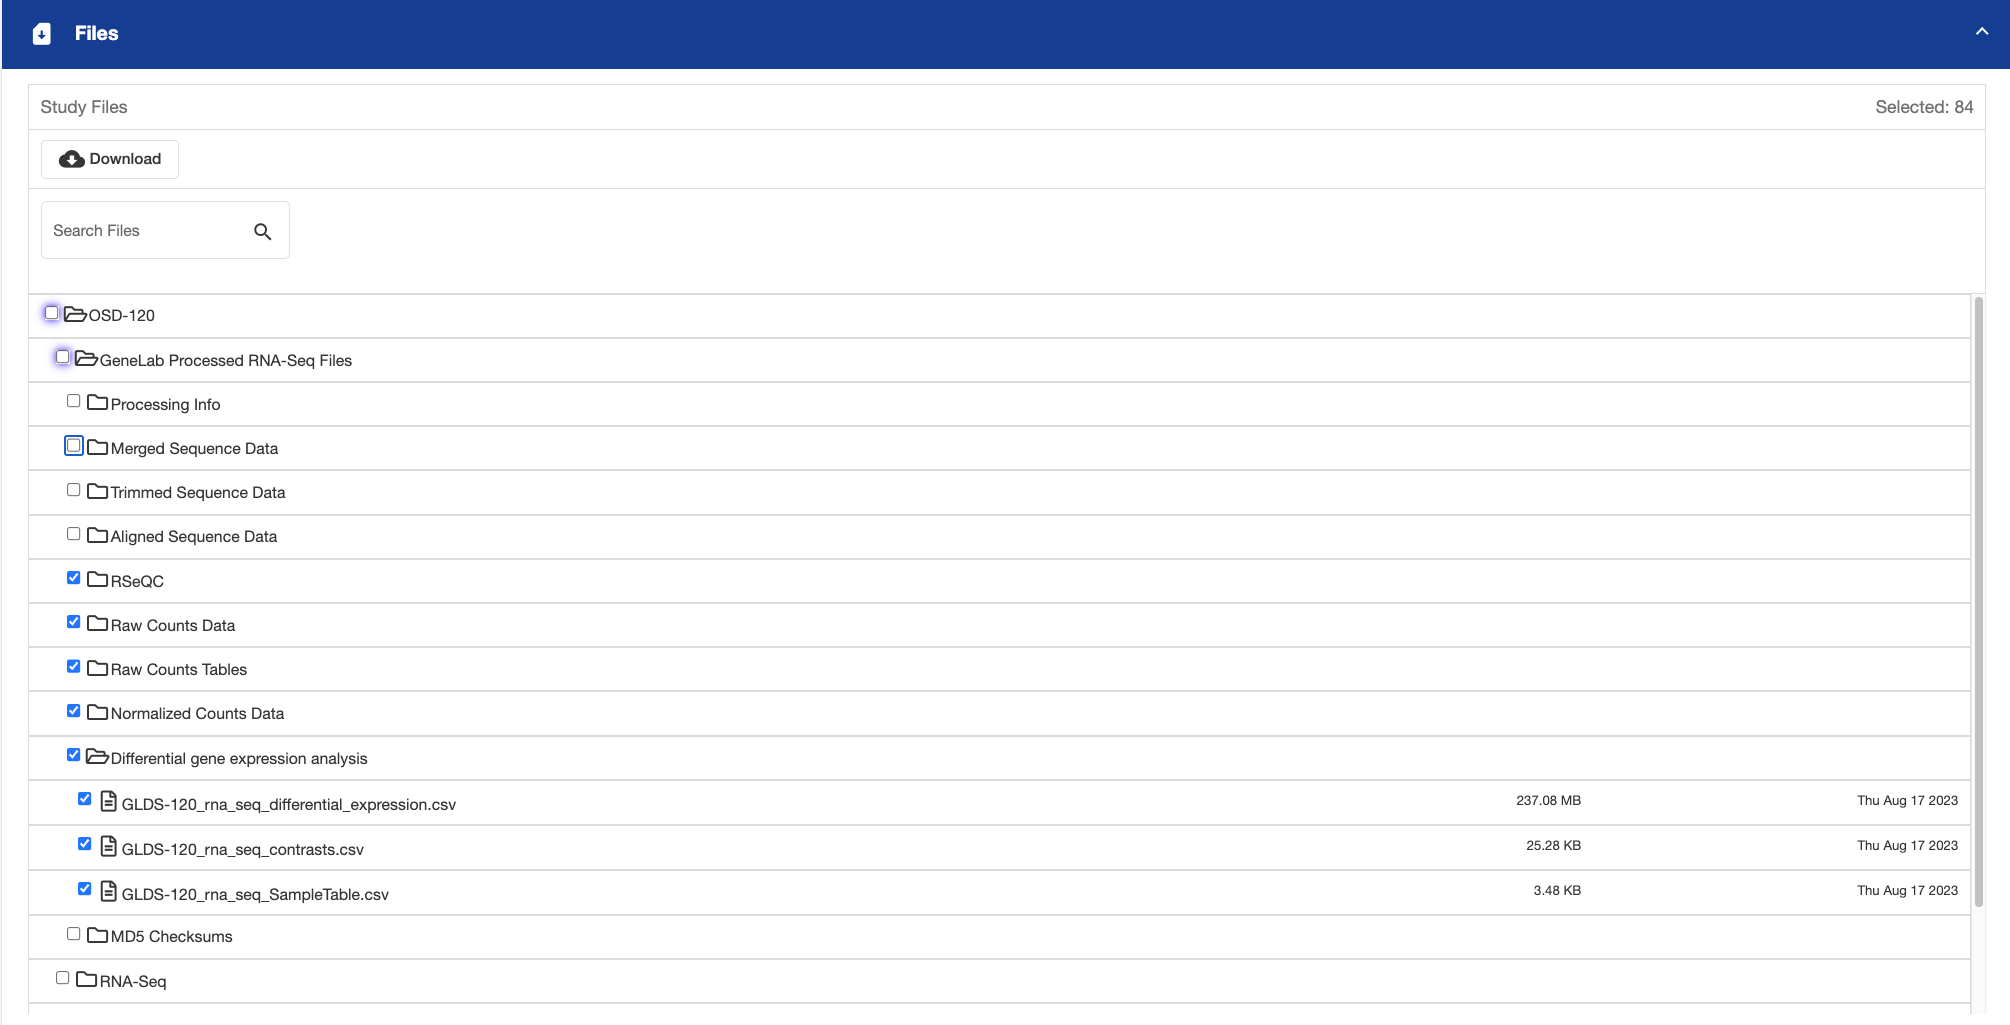 Files
Study Files
Selected: 84
Download
Search Files
OSD-120
GeneLab Processed RNA-Seq Files
Processing Info
Merged Sequence Data
Trimmed Sequence Data
Aligned Sequence Data
RSeQC
Raw Counts Data
Raw Counts Tables
Normalized Counts Data
Differential gene expression analysis
GLDS-120_rna_seq_differential_expression.csv 237.08 MB Thu Aug 17 2023
GLDS-120_rna_seq_contrasts.csv 25.28 KB Thu Aug 17 2023
GLDS-120_rna_seq_SampleTable.csv 3.48 KB Thu Aug 17 2023
MD5 Checksums
RNA-Seq